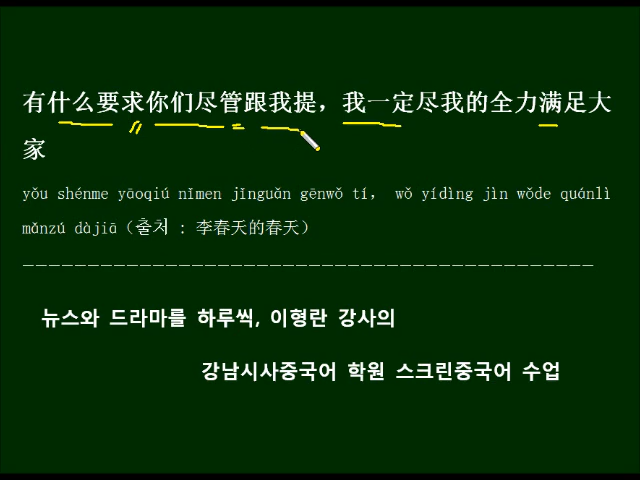 有什么要求你们尽管跟我提，我一定尽我的全力满足大
家
yǒu shénme yāoqiú nǐmen jǐnguǎn gēnwǒ tí， wǒ yídìng jìn wǒde quánlì
mǎnzú dàjiā（출처 : 李春天的春天）
뉴스와 드라마를 하루씩, 이형란 강사의
강남시사중국어 학원 스크린중국어 수업